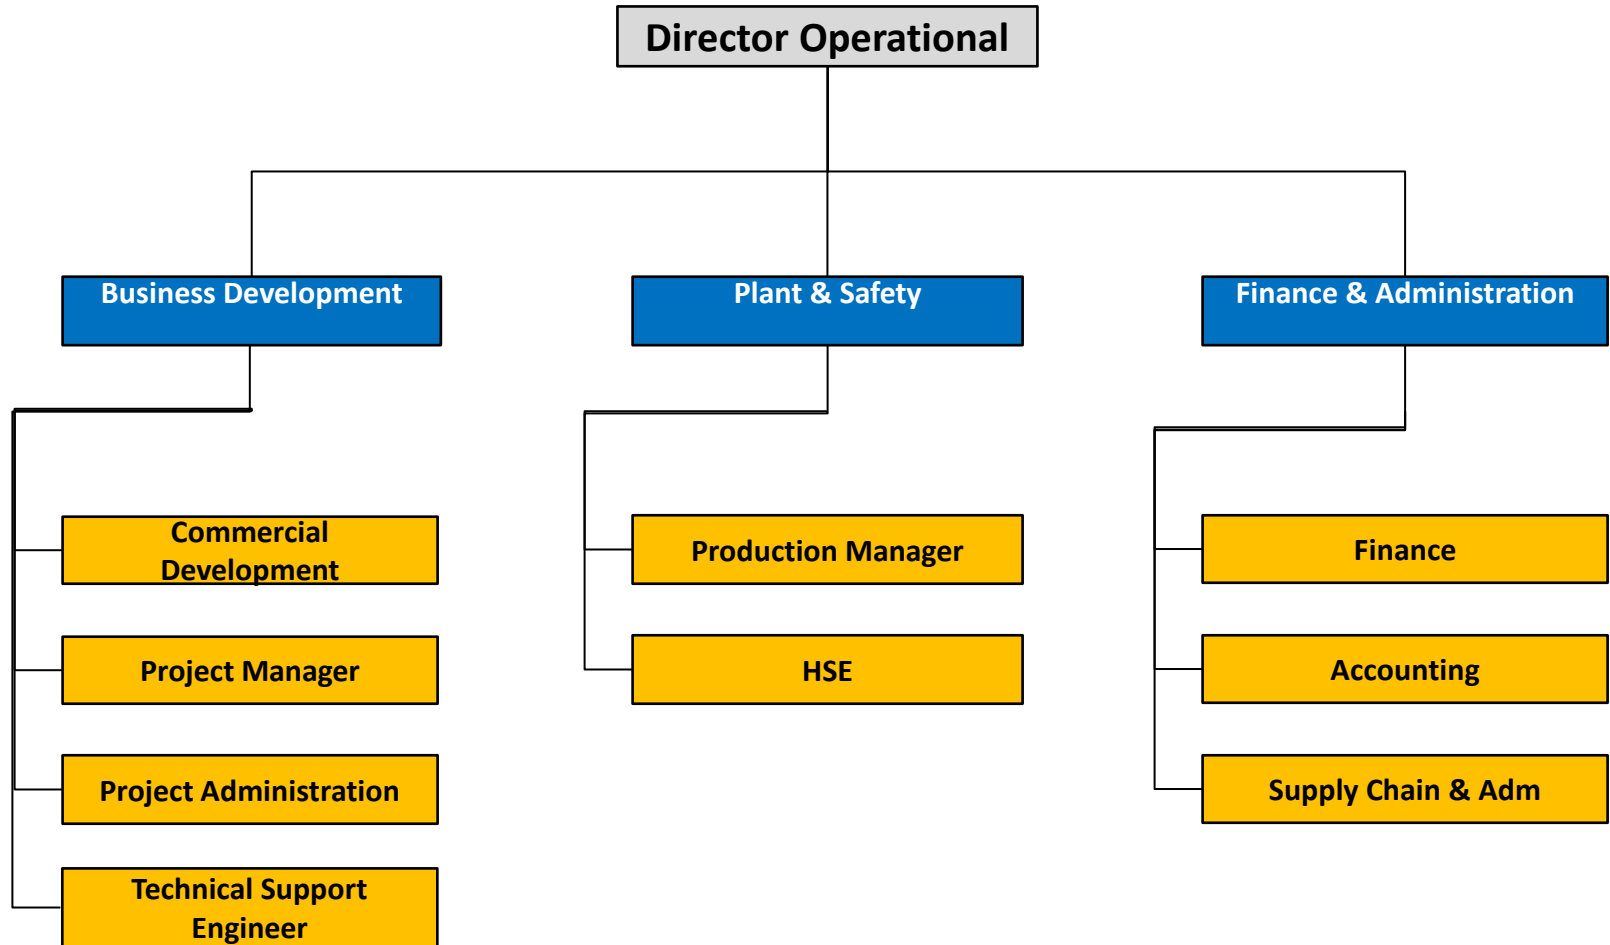 Director Operational
Business Development
Plant & Safety
Finance & Administration
Commercial
Development
Production Manager
Finance
Project Manager
HSE
Accounting
Project Administration
Supply Chain & Adm
Technical Support
Engineer